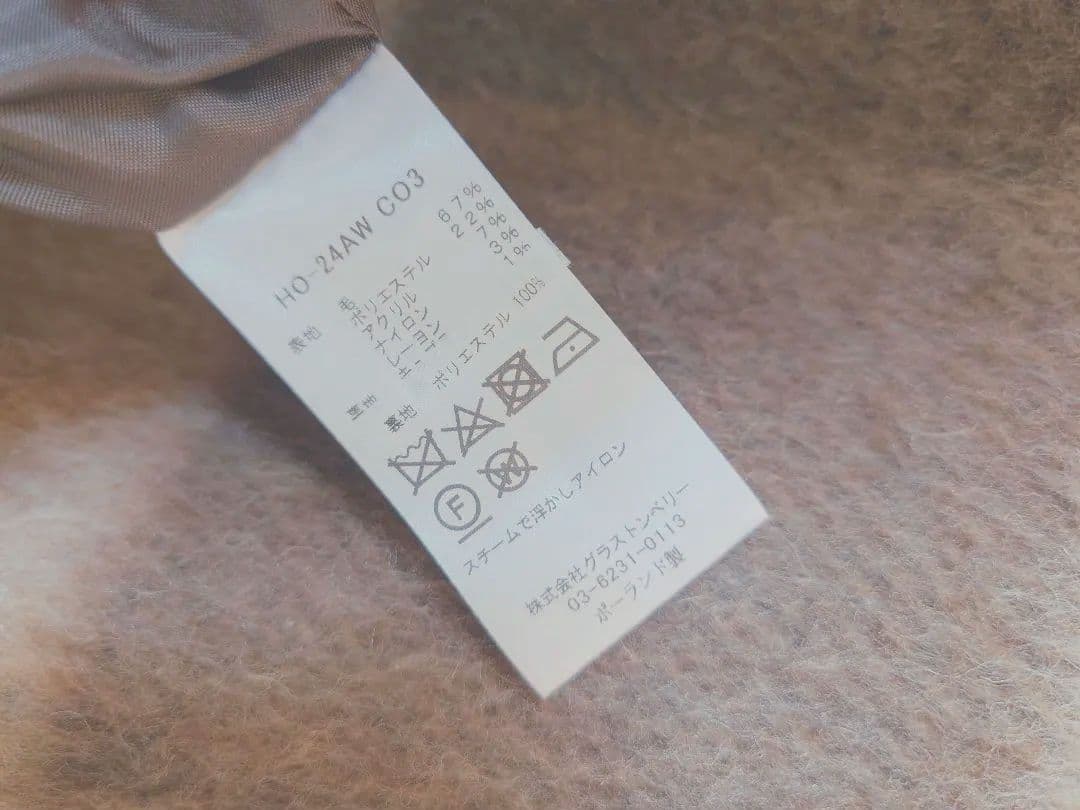 HO-24AW CO3
表地 毛 67%
ポリエステル 22%
アクリル 7%
ナイロン 3%
レーヨン 1%
裏地 ポリエステル 100%
F
W
スチームで浮かしアイロン
株式会社グラストンベリー
03-6231-0113
ポーランド製